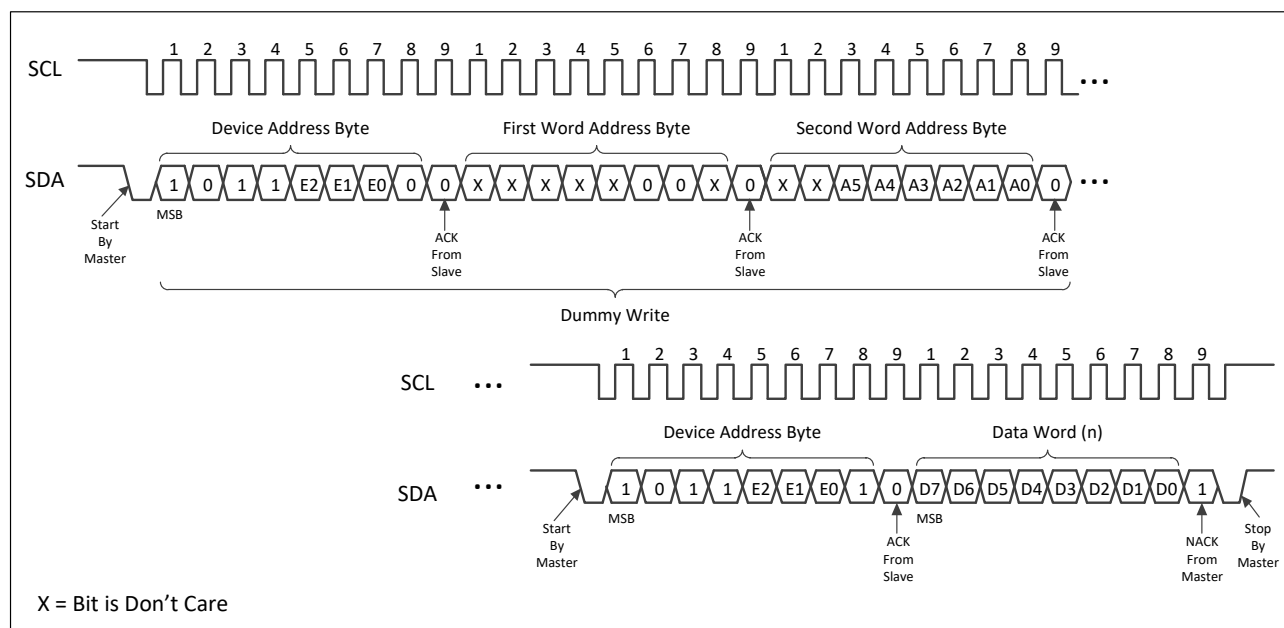 1 2 3 4 5 6 7 8 9 1 2 3 4 5 6 7 8 9 1 2 3 4 5 6 7 8 9
SCL ...
Device Address Byte First Word Address Byte Second Word Address Byte
SDA 1 0 1 1 E2 E1 E0 0 0 X X X X X 0 0 X 0 X X A5 A4 A3 A2 A1 A0 0 ...
MSB
Start
By
Master
ACK
From
Slave
ACK
From
Slave
ACK
From
Slave
Dummy Write
1 2 3 4 5 6 7 8 9 1 2 3 4 5 6 7 8 9
SCL ...
Device Address Byte Data Word (n)
SDA ... 1 0 1 1 E2 E1 E0 1 0 D7 D6 D5 D4 D3 D2 D1 D0 1
MSB MSB
Start
By
Master
ACK
From
Slave
NACK
From
Master
Stop
By
Master
X = Bit is Don’t Care